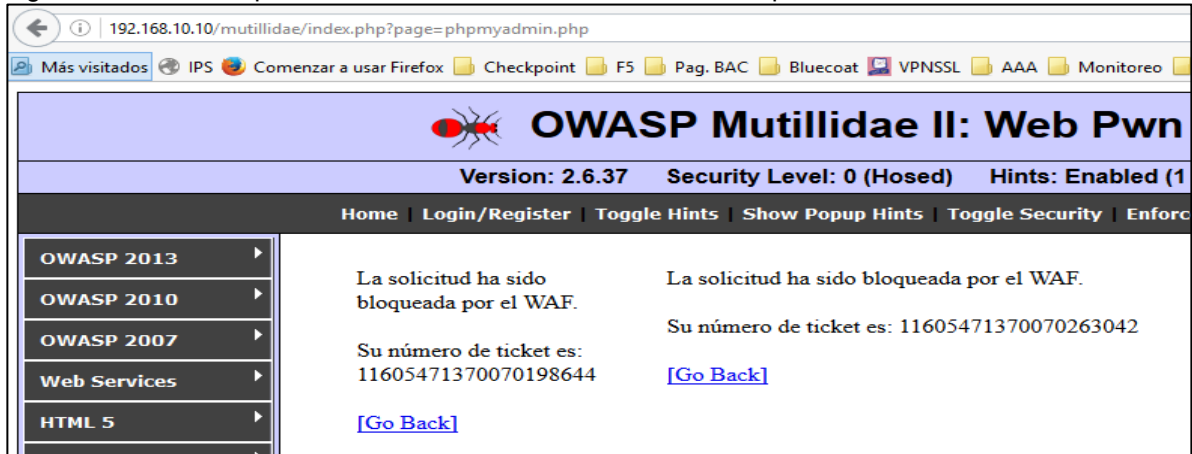 192.168.10.10/mutillidae/index.php?page=phpmyadmin.php
Más visitados IPS Comenzar a usar Firefox Checkpoint F5 Pag. BAC Bluecoat VPNSSL AAA Monitoreo
OWASP Mutillidae II: Web Pwn
Version: 2.6.37 Security Level: 0 (Hosed) Hints: Enabled (1
Home | Login/Register | Toggle Hints | Show Popup Hints | Toggle Security | Enforc
OWASP 2013
OWASP 2010
OWASP 2007
Web Services
HTML 5
La solicitud ha sido
bloqueada por el WAF.
Su número de ticket es:
11605471370070198644
[Go Back]
La solicitud ha sido bloqueada por el WAF.
Su número de ticket es: 11605471370070263042
[Go Back]